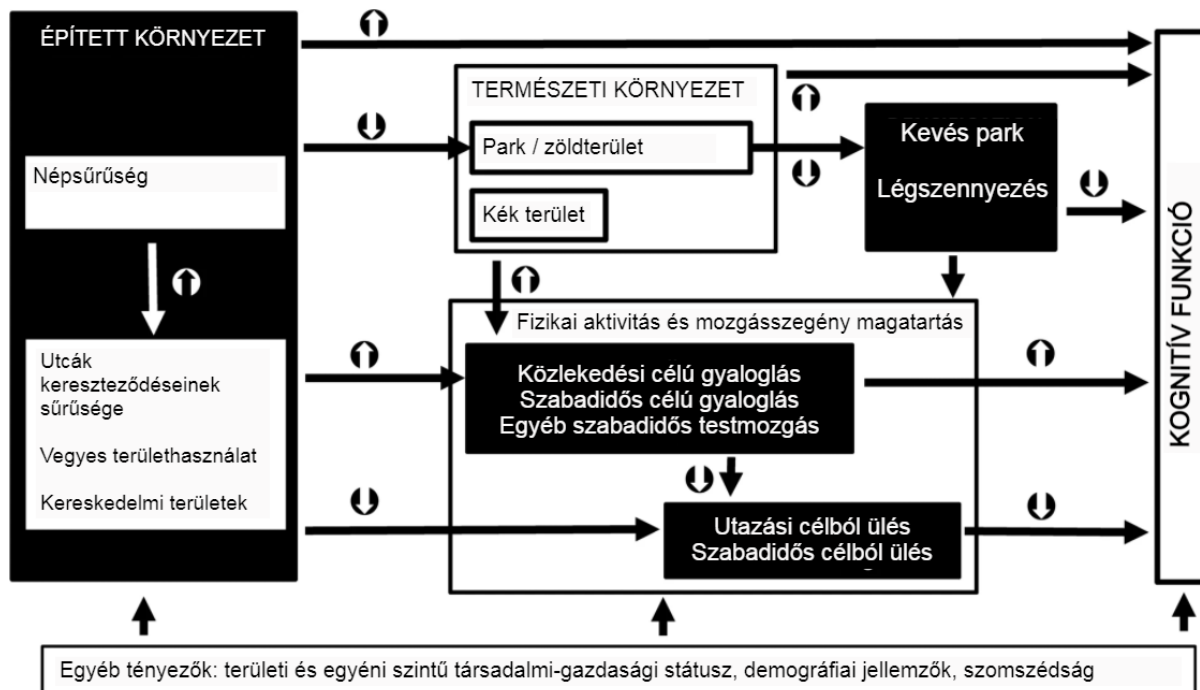 ÉPÍTETT KÖRNYEZET
Népsűrűség
Utcák
kereszteződéseinek
sűrűsége
Vegyes területhasználat
Kereskedelmi területek
TERMÉSZETI KÖRNYEZET
Park / zöldterület
Kék terület
Kevés park
Légszennyezés
Fizikai aktivitás és mozgásszegény magatartás
Közlekedési célú gyaloglás
Szabadidős célú gyaloglás
Egyéb szabadidős testmozgás
Utazási célból ülés
Szabadidős célból ülés
KOGNITÍV FUNKCIÓ
Egyéb tényezők: területi és egyéni szintű társadalmi-gazdasági státusz, demográfiai jellemzők, szomszédság